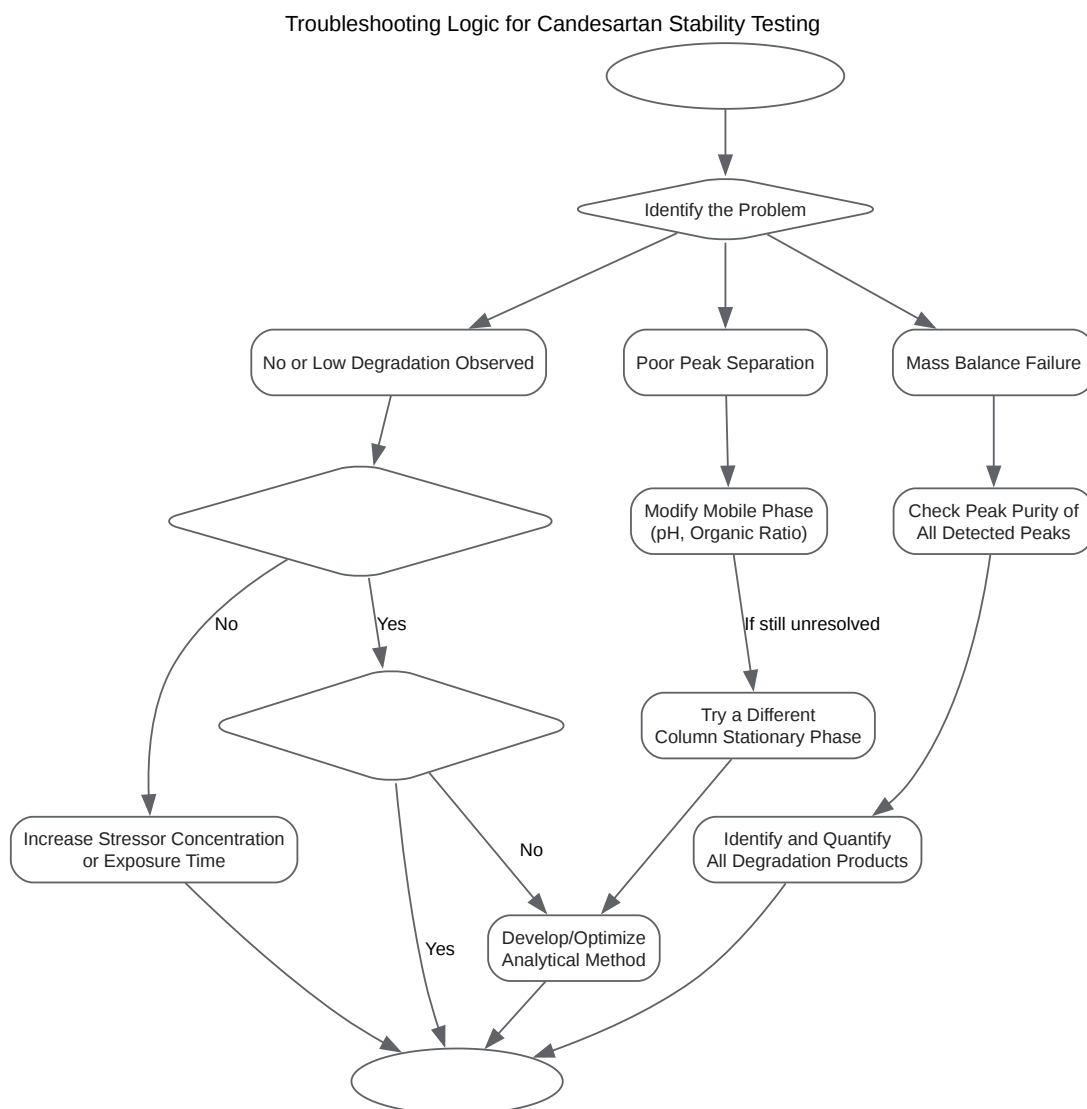 Troubleshooting Logic for Candesartan Stability Testing
Identify the Problem
No or Low Degradation Observed
Poor Peak Separation
Mass Balance Failure
Modify Mobile Phase
(pH, Organic Ratio)
Check Peak Purity of
All Detected Peaks
No
Yes
If still unresolved
Try a Different
Column Stationary Phase
Increase Stressor Concentration
or Exposure Time
No
Identify and Quantify
All Degradation Products
Yes
Develop/Optimize
Analytical Method